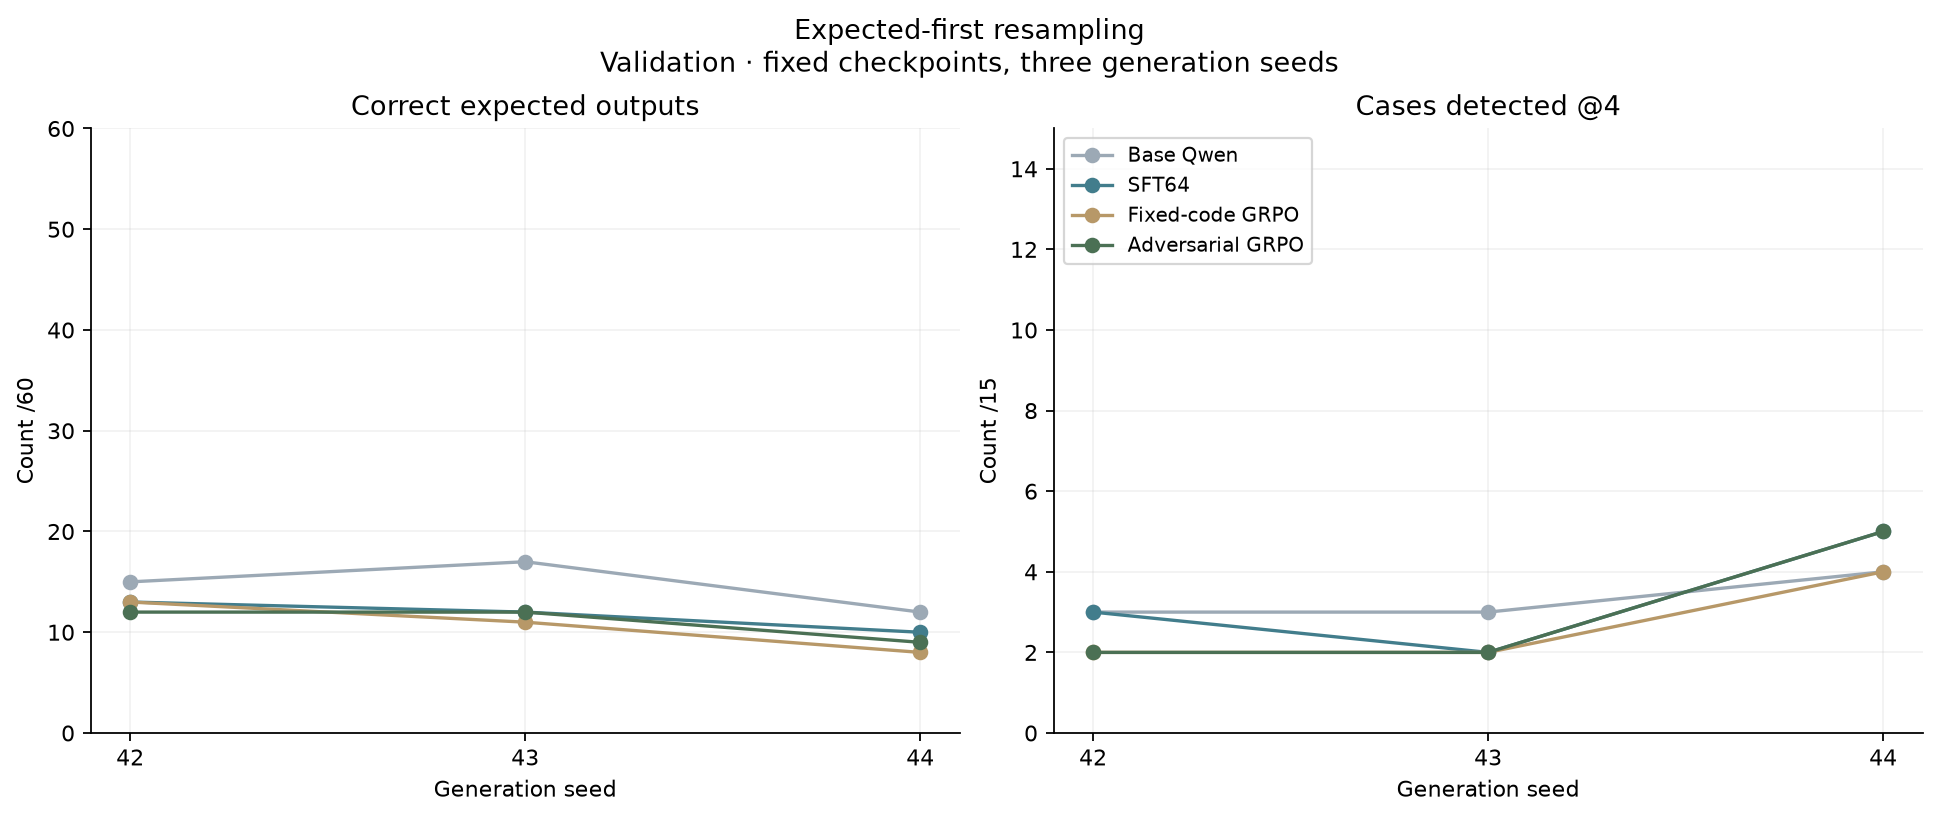 Expected-first resampling
Validation · fixed checkpoints, three generation seeds
Correct expected outputs
Count /60
60
50
40
30
20
10
0
42
43
44
Generation seed
Cases detected @4
Count /15
14
12
10
8
6
4
2
0
Base Qwen
SFT64
Fixed-code GRPO
Adversarial GRPO
42
43
44
Generation seed